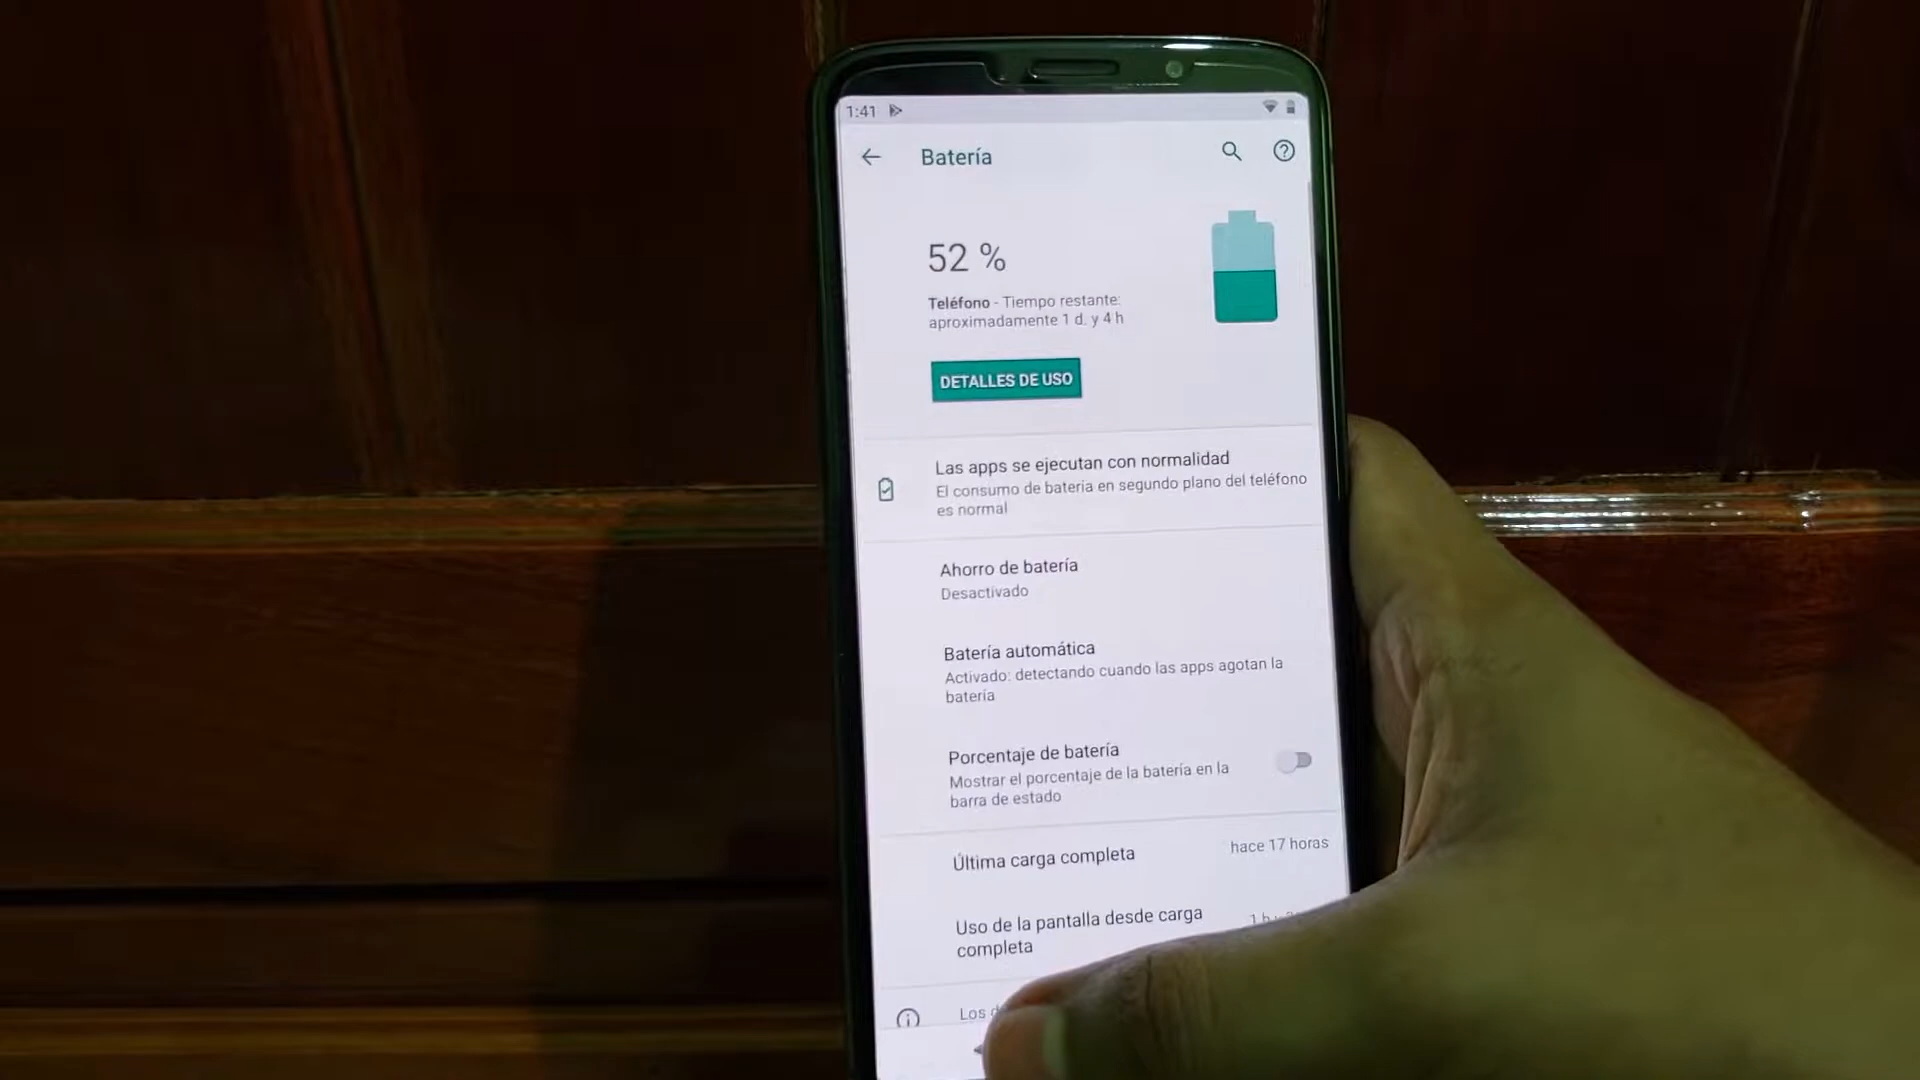 1:41
Batería
52 %
Teléfono - Tiempo restante:
aproximadamente 1 d. y 4 h
DETALLES DE USO
Las apps se ejecutan con normalidad
El consumo de bateria en segundo plano del teléfono
es normal
Ahorro de batería
Desactivado
Batería automática
Activado: detectando cuando las apps agotan la
batería
Porcentaje de batería
Mostrar el porcentaje de la batería en la
barra de estado
Última carga completa
hace 17 horas
Uso de la pantalla desde carga
completa
1 h
Los